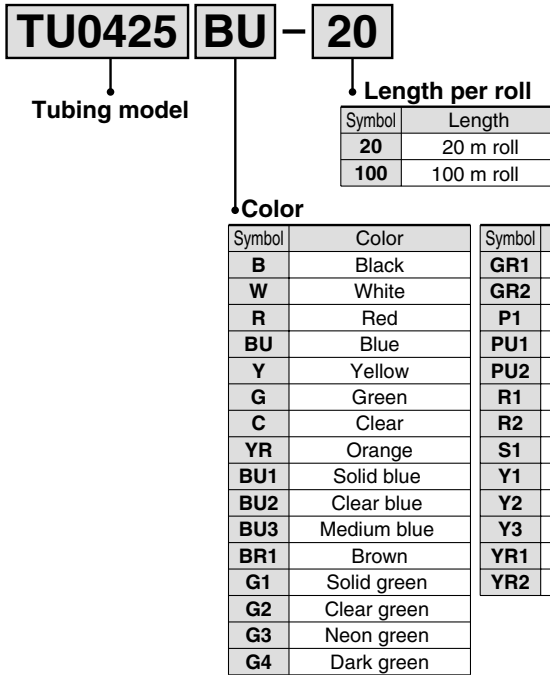 TU0425 BU – 20
Tubing model
Length per roll
Symbol Length
20 20 m roll
100 100 m roll
Color
Symbol Color
B Black
W White
R Red
BU Blue
Y Yellow
G Green
C Clear
YR Orange
BU1 Solid blue
BU2 Clear blue
BU3 Medium blue
BR1 Brown
G1 Solid green
G2 Clear green
G3 Neon green
G4 Dark green
Symbol
GR1
GR2
P1
PU1
PU2
R1
R2
S1
Y1
Y2
Y3
YR1
YR2